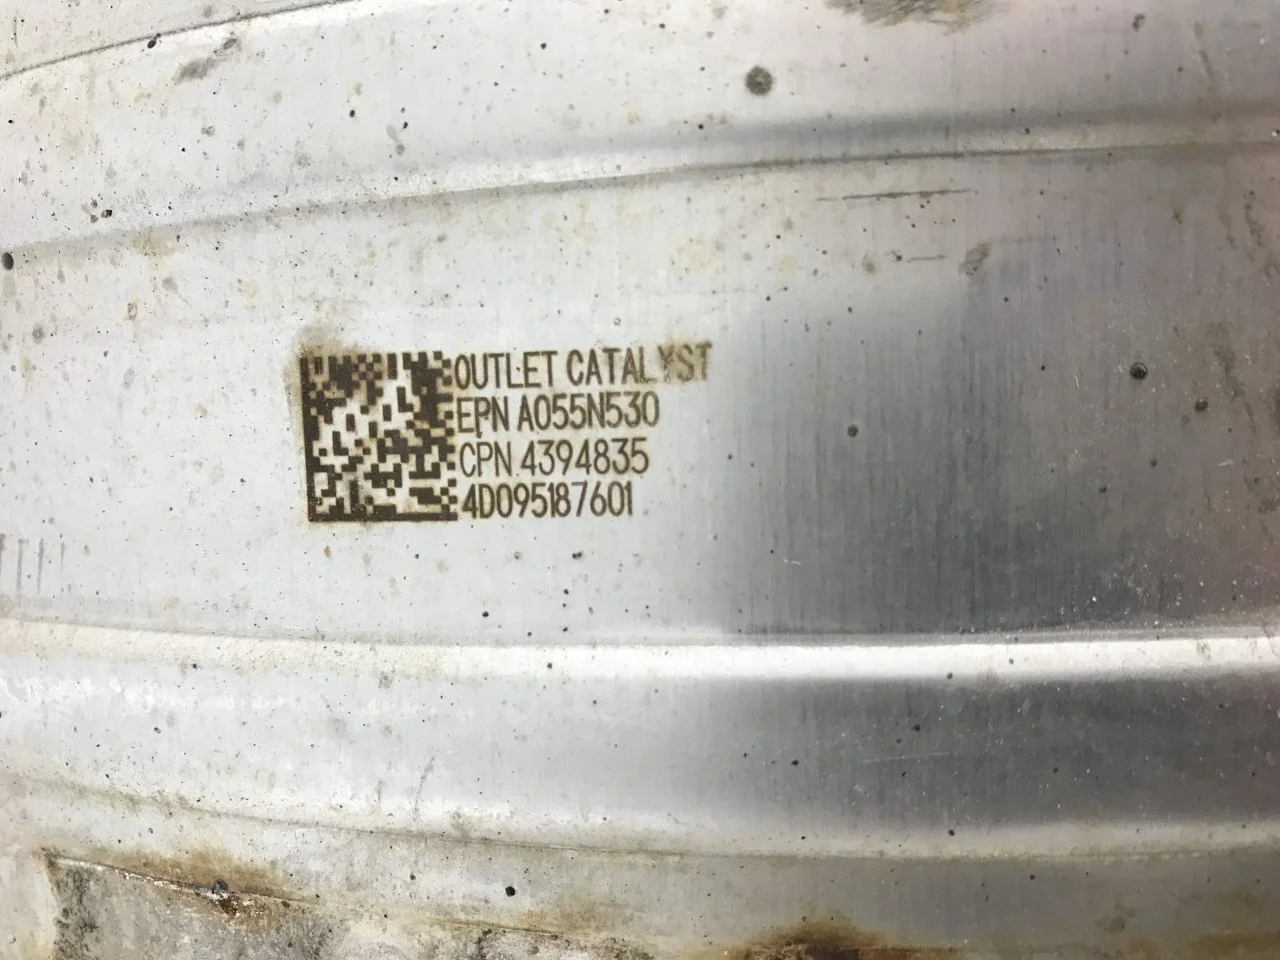 OUTLET CATALYST
EPN A055N530
CPN 4394835
4D095187601